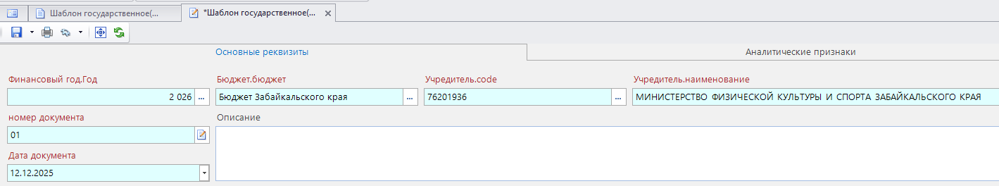 Шаблон государственное(...
*Шаблон государственное(...
Основные реквизиты
Аналитические признаки
Финансовый год.Год
Бюджет.бюджет
Учредитель.code
Учредитель.наименование
2 026 ...
Бюджет Забайкальского края ...
76201936 ...
МИНИСТЕРСТВО ФИЗИЧЕСКОЙ КУЛЬТУРЫ И СПОРТА ЗАБАЙКАЛЬСКОГО КРАЯ
номер документа
Описание
01
Дата документа
12.12.2025